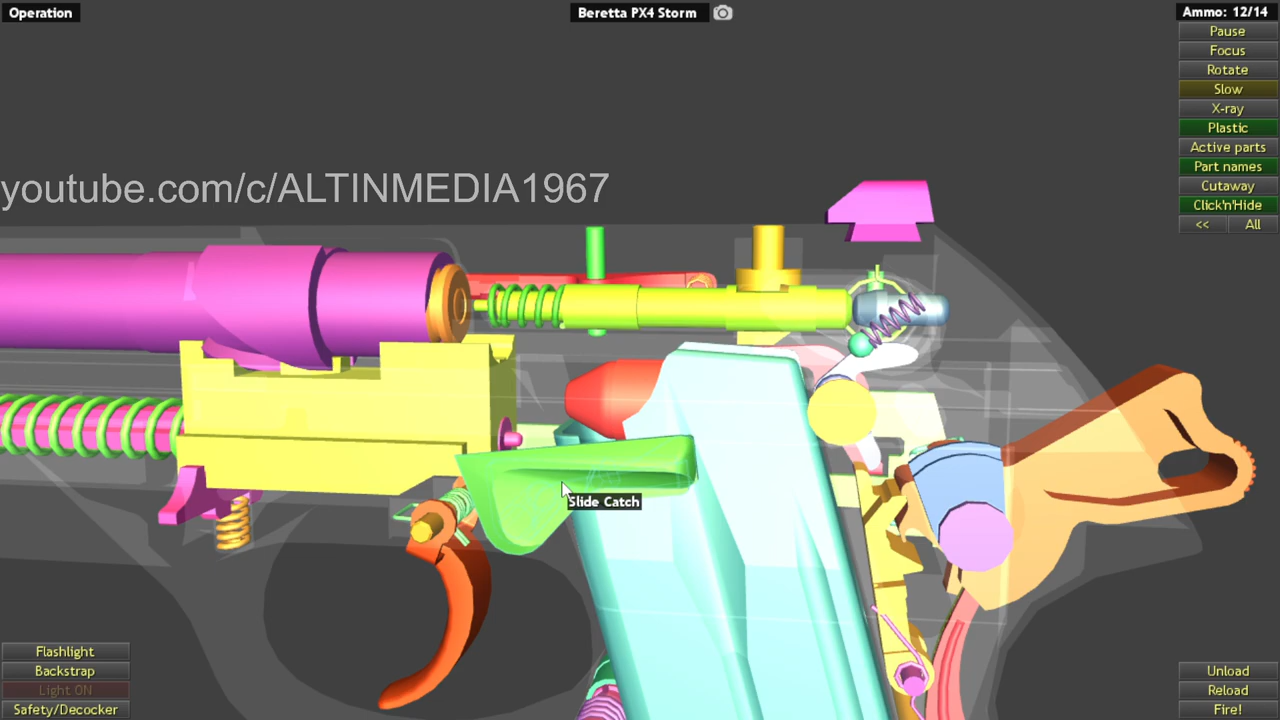 Operation
Beretta PX4 Storm
Ammo: 12/14
Pause
Focus
Rotate
Slow
X-ray
Plastic
Active parts
Part names
Cutaway
Click'n'Hide
<< All
youtube.com/c/ALTINMEDIA1967
Slide Catch
Flashlight
Backstrap
Light ON
Safety/Decocker
Unload
Reload
Fire!